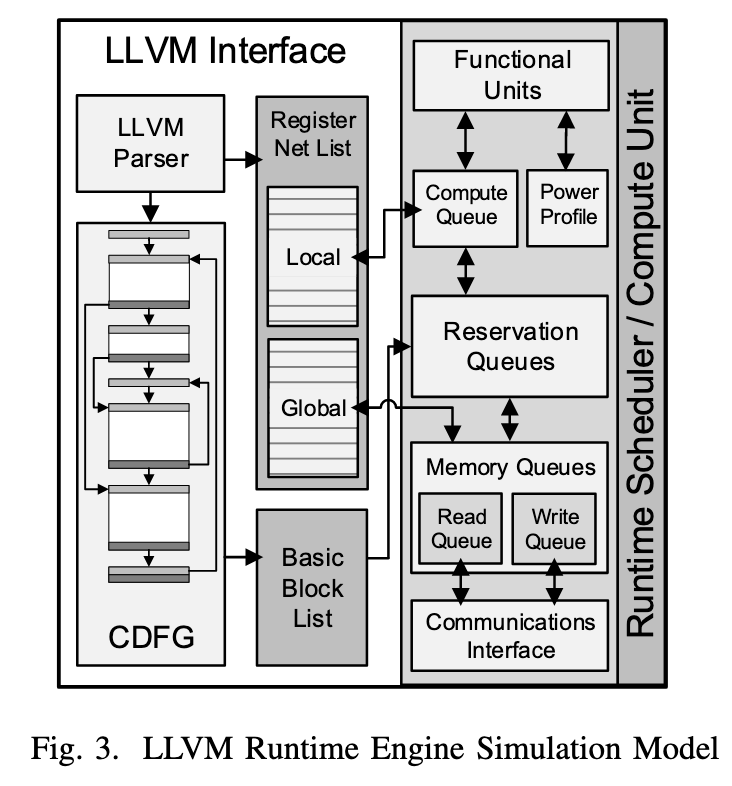 LLVM Interface
LLVM
Parser
CDFG
Register
Net List
Local
Global
Basic
Block
List
Functional
Units
Compute
Queue
Power
Profile
Reservation
Queues
Memory Queues
Read
Queue
Write
Queue
Communications
Interface
Runtime Scheduler / Compute Unit
Fig. 3. LLVM Runtime Engine Simulation Model